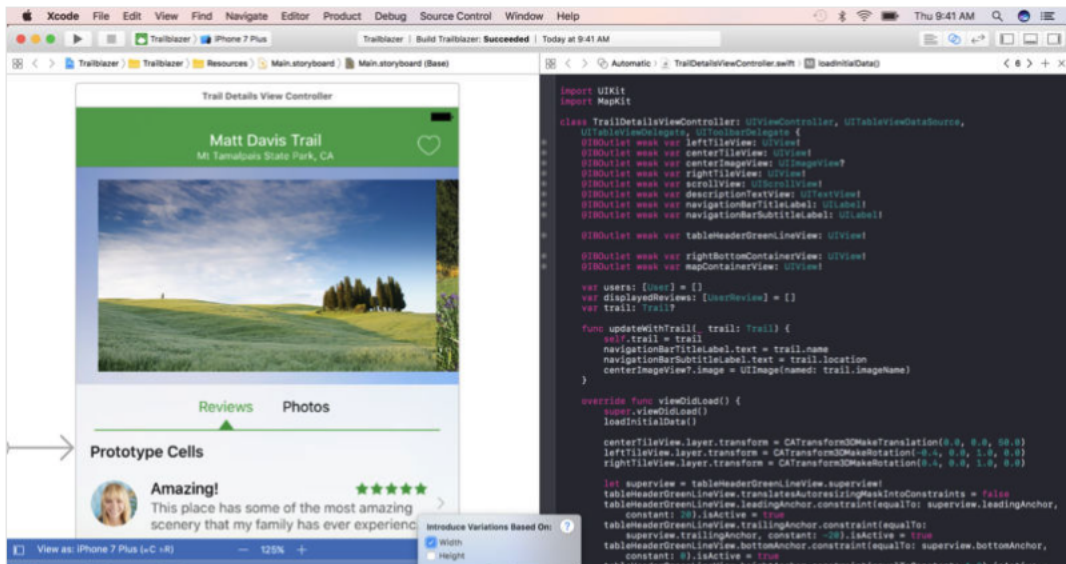 Xcode File Edit View Find Navigate Editor Product Debug Source Control Window Help Thu 9:41 AM
Trailblazer iPhone 7 Plus Trailblazer | Build Trailblazer: Succeeded | Today at 9:41 AM
Trailblazer Trailblazer Resources Main.storyboard Main.storyboard (Base)
Automatic TrailDetailsViewController.swift loadInitialData() 6
Trail Details View Controller
Matt Davis Trail
Mt Tamalpais State Park, CA
Reviews Photos
Prototype Cells
Amazing!
This place has some of the most amazing
scenery that my family has ever experienc
Introduce Variations Based On: ?
Width
Height
View as: iPhone 7 Plus (wC hR) — 125% +
import UIKit
import MapKit
class TrailDetailsViewController: UIViewController, UITableViewDataSource,
UITableViewDelegate, UIToolbarDelegate {
@IBOutlet weak var leftTileView: UIView!
@IBOutlet weak var centerTileView: UIView!
@IBOutlet weak var centerImageView: UIImageView?
@IBOutlet weak var rightTileView: UIView!
@IBOutlet weak var scrollView: UIScrollView!
@IBOutlet weak var descriptionTextView: UITextView!
@IBOutlet weak var navigationBarTitleLabel: UILabel!
@IBOutlet weak var navigationBarSubtitleLabel: UILabel!
@IBOutlet weak var tableHeaderGreenLineView: UIView!
@IBOutlet weak var rightBottomContainerView: UIView!
@IBOutlet weak var mapContainerView: UIView!
var users: [User] = []
var displayedReviews: [UserReview] = []
var trail: Trail?
func updateWithTrail(_ trail: Trail) {
self.trail = trail
navigationBarTitleLabel.text = trail.name
navigationBarSubtitleLabel.text = trail.location
centerImageView?.image = UIImage(named: trail.imageName)
}
override func viewDidLoad() {
super.viewDidLoad()
loadInitialData()
centerTileView.layer.transform = CATransform3DMakeTranslation(0.0, 0.0, 50.0)
leftTileView.layer.transform = CATransform3DMakeRotation(-0.4, 0.0, 1.0, 0.0)
rightTileView.layer.transform = CATransform3DMakeRotation(0.4, 0.0, 1.0, 0.0)
let superview = tableHeaderGreenLineView.superview!
tableHeaderGreenLineView.translatesAutoresizingMaskIntoConstraints = false
tableHeaderGreenLineView.leadingAnchor.constraint(equalTo: superview.leadingAnchor,
constant: 20).isActive = true
tableHeaderGreenLineView.trailingAnchor.constraint(equalTo:
superview.trailingAnchor, constant: -20).isActive = true
tableHeaderGreenLineView.bottomAnchor.constraint(equalTo: superview.bottomAnchor,
constant: 0).isActive = true